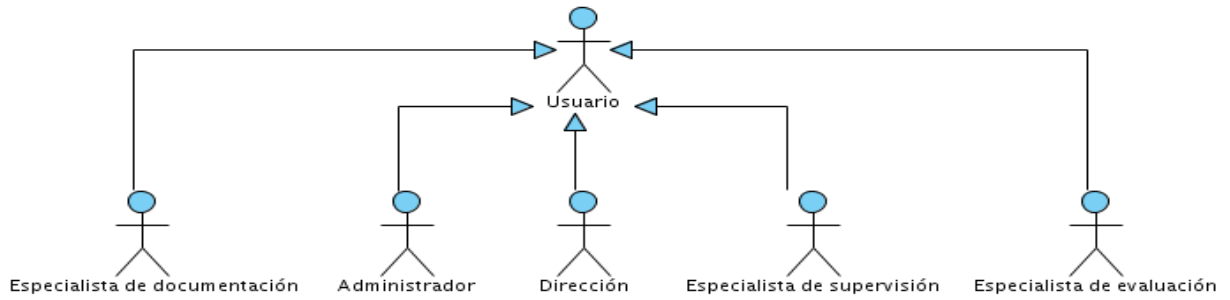 Usuario
Especialista de documentación
Administrador
Dirección
Especialista de supervisión
Especialista de evaluación